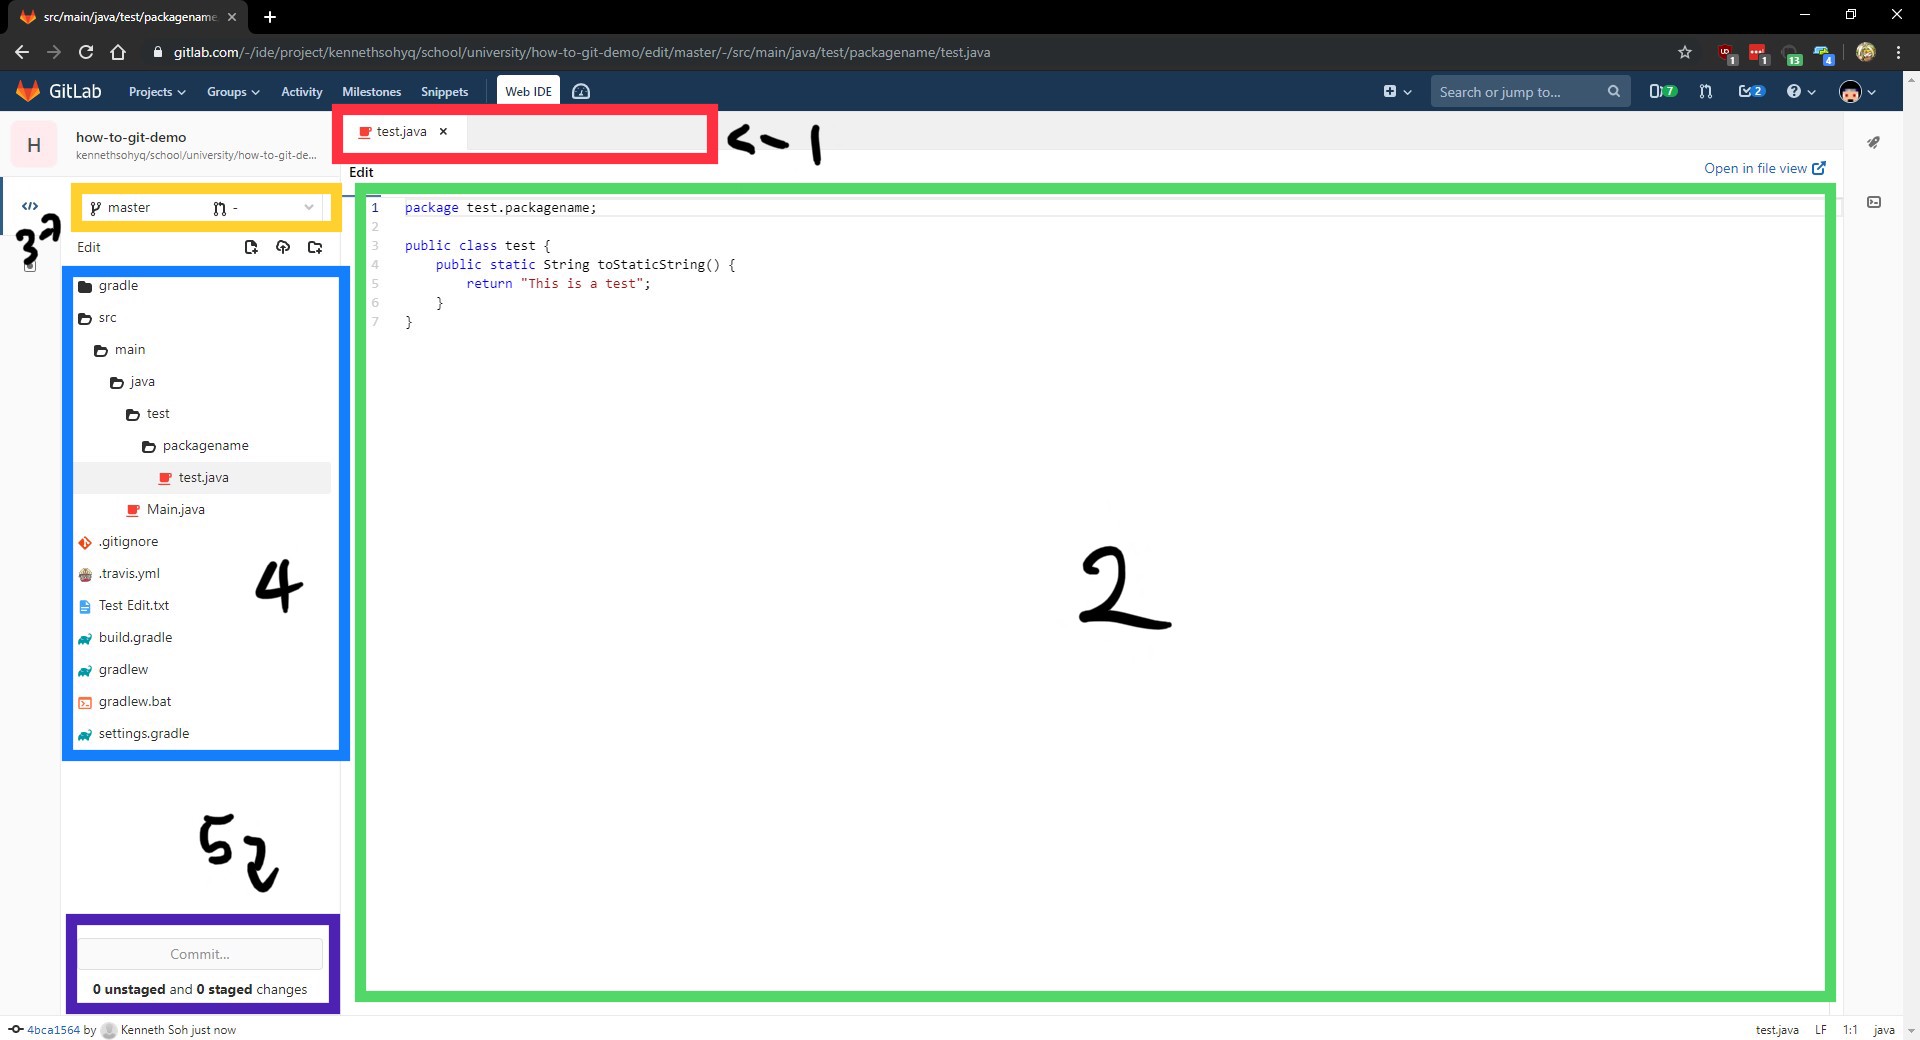 src/main/java/test/packagename
gitlab.com/-/ide/project/kennethsohyq/school/university/how-to-git-demo/edit/master/-/src/main/java/test/packagename/test.java
1 1 13 4
GitLab Projects Groups Activity Milestones Snippets Web IDE Search or jump to... 7 2
H how-to-git-demo
kennethsohyq/school/university/how-to-git-de...
test.java
<- 1
Edit
Open in file view
master -
3
Edit
gradle
src
main
java
test
packagename
test.java
Main.java
.gitignore
.travis.yml
Test Edit.txt
build.gradle
gradlew
gradlew.bat
settings.gradle
4
5
Commit...
0 unstaged and 0 staged changes
1 package test.packagename;
2
3 public class test {
4 public static String toStaticString() {
5 return "This is a test";
6 }
7 }
2
4bca1564 by Kenneth Soh just now
test.java LF 1:1 java